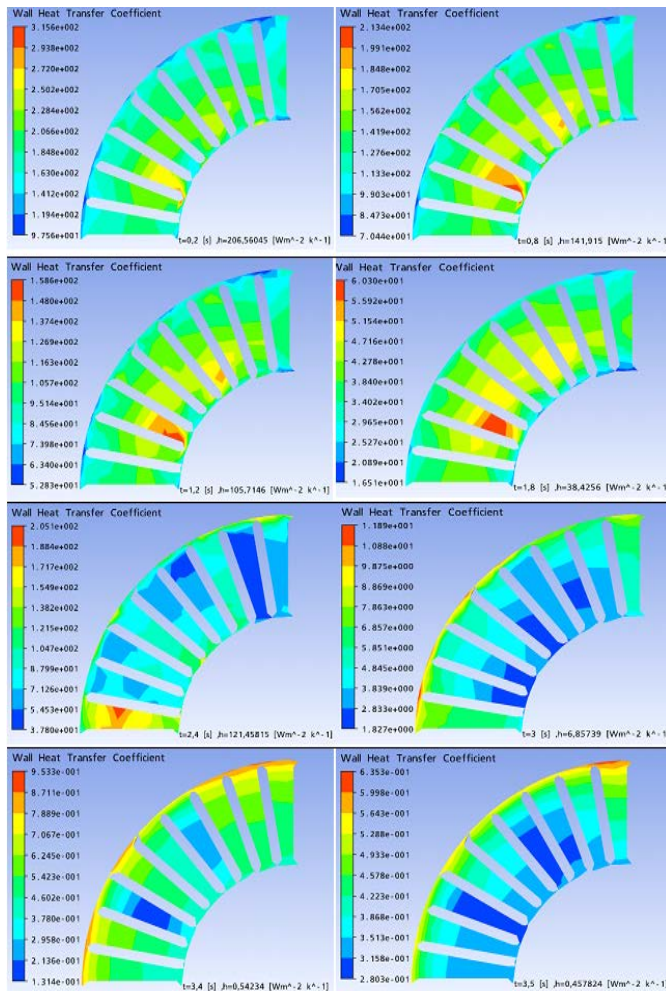 Wall Heat Transfer Coefficient
3.156e+002
2.938e+002
2.720e+002
2.502e+002
2.284e+002
2.066e+002
1.848e+002
1.630e+002
1.412e+002
1.194e+002
9.756e+001
t=0,2 [s] ,h=206,56045 [Wm^-2 k^-1]
Wall Heat Transfer Coefficient
2.134e+002
1.991e+002
1.848e+002
1.705e+002
1.562e+002
1.419e+002
1.276e+002
1.133e+002
9.903e+001
8.473e+001
7.044e+001
t=0,8 [s] ,h=141,915 [Wm^-2 k^-1]
Wall Heat Transfer Coefficient
1.586e+002
1.480e+002
1.374e+002
1.269e+002
1.163e+002
1.057e+002
9.514e+001
8.456e+001
7.398e+001
6.340e+001
5.283e+001
t=1,2 [s] ,h=105,7146 [Wm^-2 k^-1]
Wall Heat Transfer Coefficient
6.030e+001
5.592e+001
5.154e+001
4.716e+001
4.278e+001
3.840e+001
3.402e+001
2.965e+001
2.527e+001
2.089e+001
1.651e+001
t=1,8 [s] ,h=38,4256 [Wm^-2 k^-1]
Wall Heat Transfer Coefficient
2.051e+002
1.884e+002
1.717e+002
1.549e+002
1.382e+002
1.215e+002
1.047e+002
8.799e+001
7.126e+001
5.453e+001
3.780e+001
t=2,4 [s] ,h=121,45815 [Wm^-2 k^-1]
Wall Heat Transfer Coefficient
1.189e+001
1.088e+001
9.875e+000
8.869e+000
7.863e+000
6.857e+000
5.851e+000
4.845e+000
3.839e+000
2.833e+000
1.827e+000
t=3 [s] ,h=6,85739 [Wm^-2 k^-1]
Wall Heat Transfer Coefficient
9.533e-001
8.711e-001
7.889e-001
7.067e-001
6.245e-001
5.423e-001
4.602e-001
3.780e-001
2.958e-001
2.136e-001
1.314e-001
t=3,4 [s] ,h=0,54234 [Wm^-2 k^-1]
Wall Heat Transfer Coefficient
6.353e-001
5.998e-001
5.643e-001
5.288e-001
4.933e-001
4.578e-001
4.223e-001
3.868e-001
3.513e-001
3.158e-001
2.803e-001
t=3,5 [s] ,h=0,457824 [Wm^-2 k^-1]